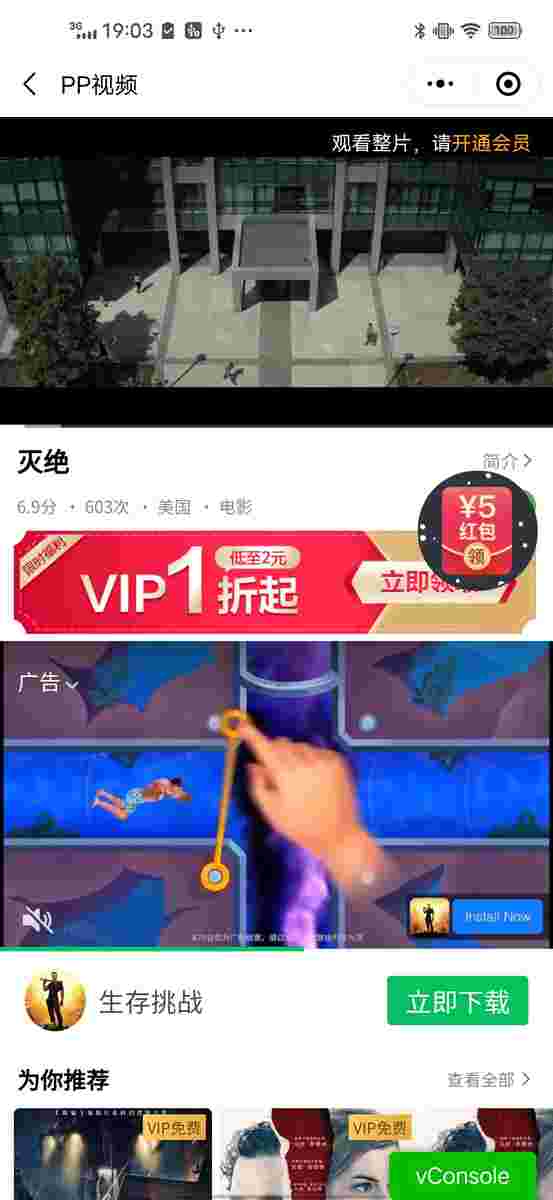 3G 19:03 100
PP视频
观看整片，请开通会员
灭绝
简介
6.9分 · 603次 · 美国 · 电影
限时福利
VIP1折起
低至2元
立即领
¥5
红包
领
广告
Install Now
生存挑战
立即下载
为你推荐
查看全部
VIP免费
VIP免费
vConsole